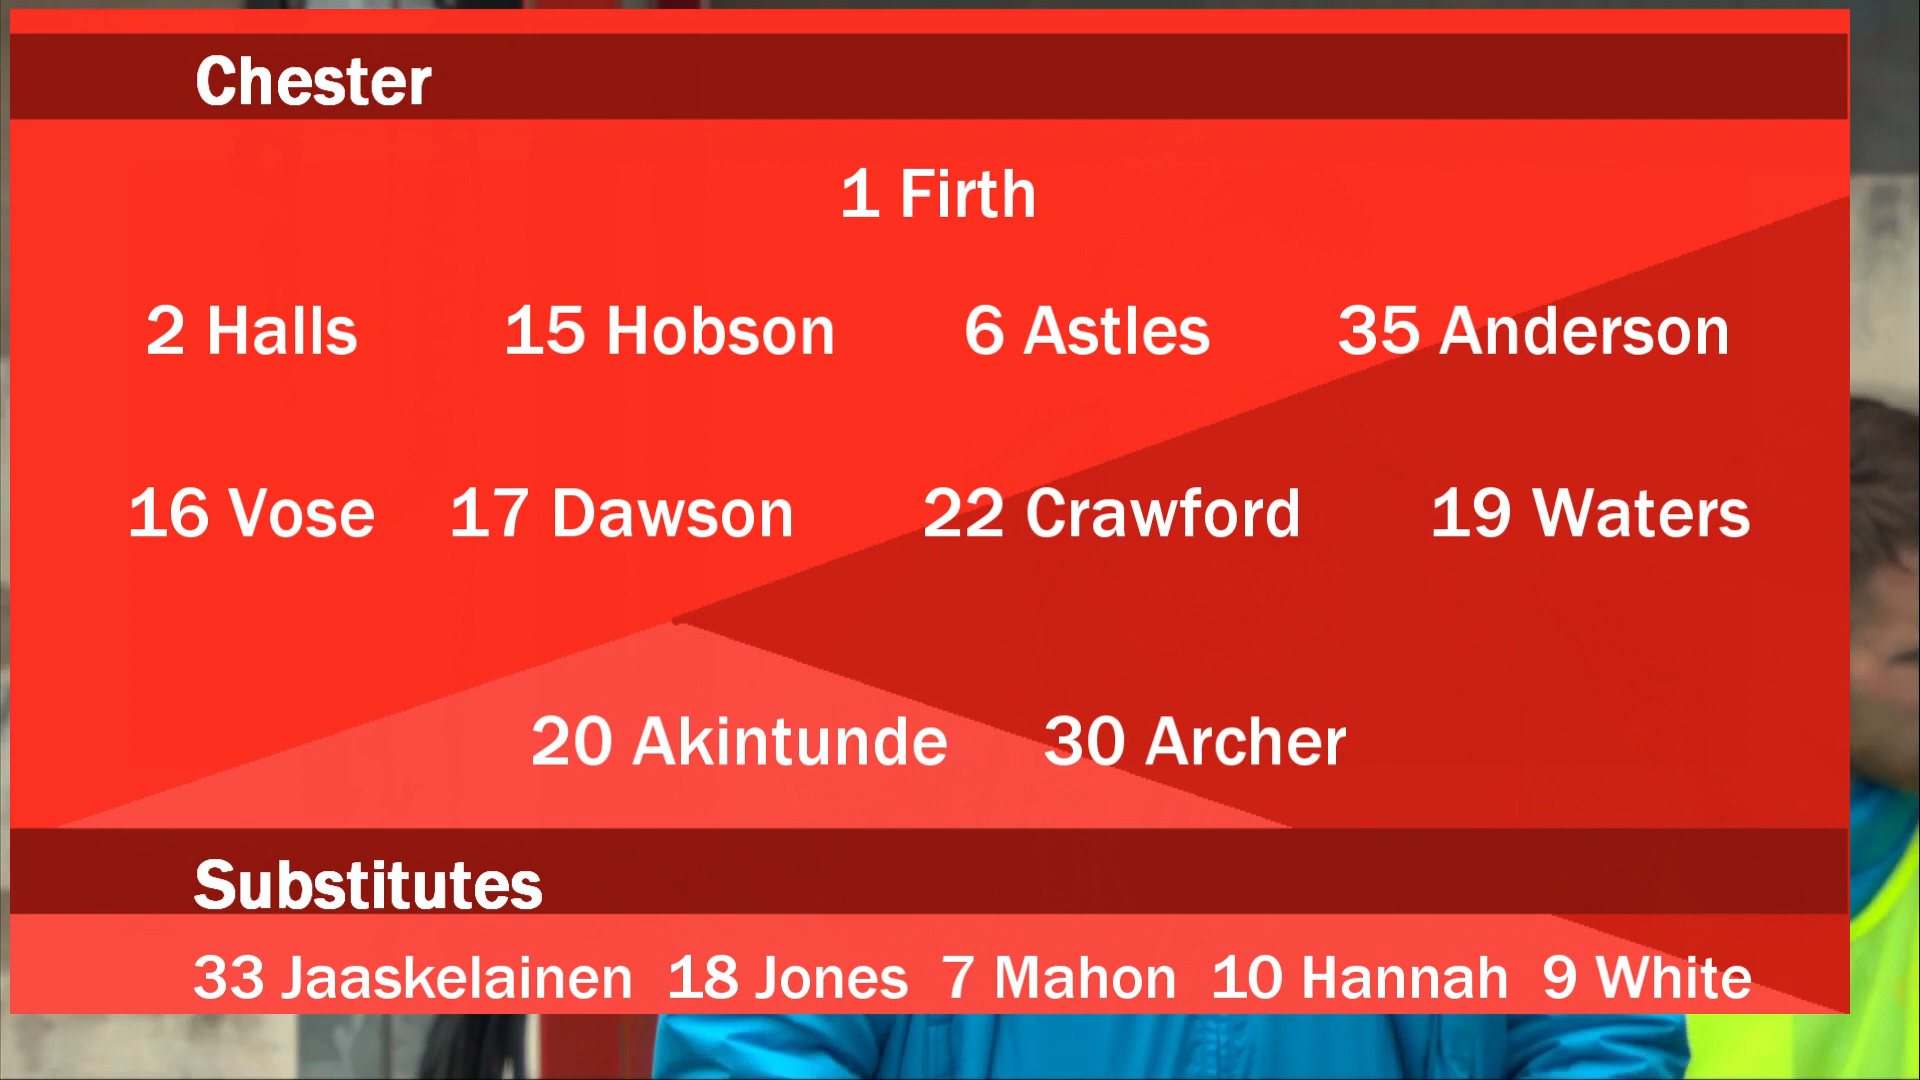 Chester
1 Firth
2 Halls 15 Hobson 6 Astles 35 Anderson
16 Vose 17 Dawson 22 Crawford 19 Waters
20 Akintunde 30 Archer
Substitutes
33 Jaaskelainen 18 Jones 7 Mahon 10 Hannah 9 White